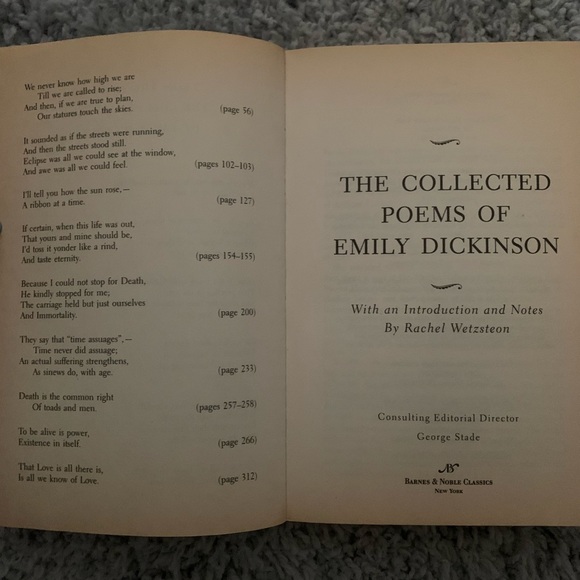 We never know how high we are
Till we are called to rise;
And then, if we are true to plan,
Our statures touch the skies.
(page 56)
It sounded as if the streets were running,
And then the streets stood still.
Eclipse was all we could see at the window,
And awe was all we could feel.
(pages 102–103)
I'll tell you how the sun rose,—
A ribbon at a time.
(page 127)
If certain, when this life was out,
That yours and mine should be,
I'd toss it yonder like a rind,
And taste eternity.
(pages 154–155)
Because I could not stop for Death,
He kindly stopped for me;
The carriage held but just ourselves
And Immortality.
(page 200)
They say that "time assuages",—
Time never did assuage;
An actual suffering strengthens,
As sinews do, with age.
(page 233)
Death is the common right
Of toads and men.
(pages 257–258)
To be alive is power,
Existence in itself.
(page 266)
That Love is all there is,
Is all we know of Love.
(page 312)
THE COLLECTED
POEMS OF
EMILY DICKINSON
With an Introduction and Notes
By Rachel Wetzsteon
Consulting Editorial Director
George Stade
BARNES & NOBLE CLASSICS
NEW YORK